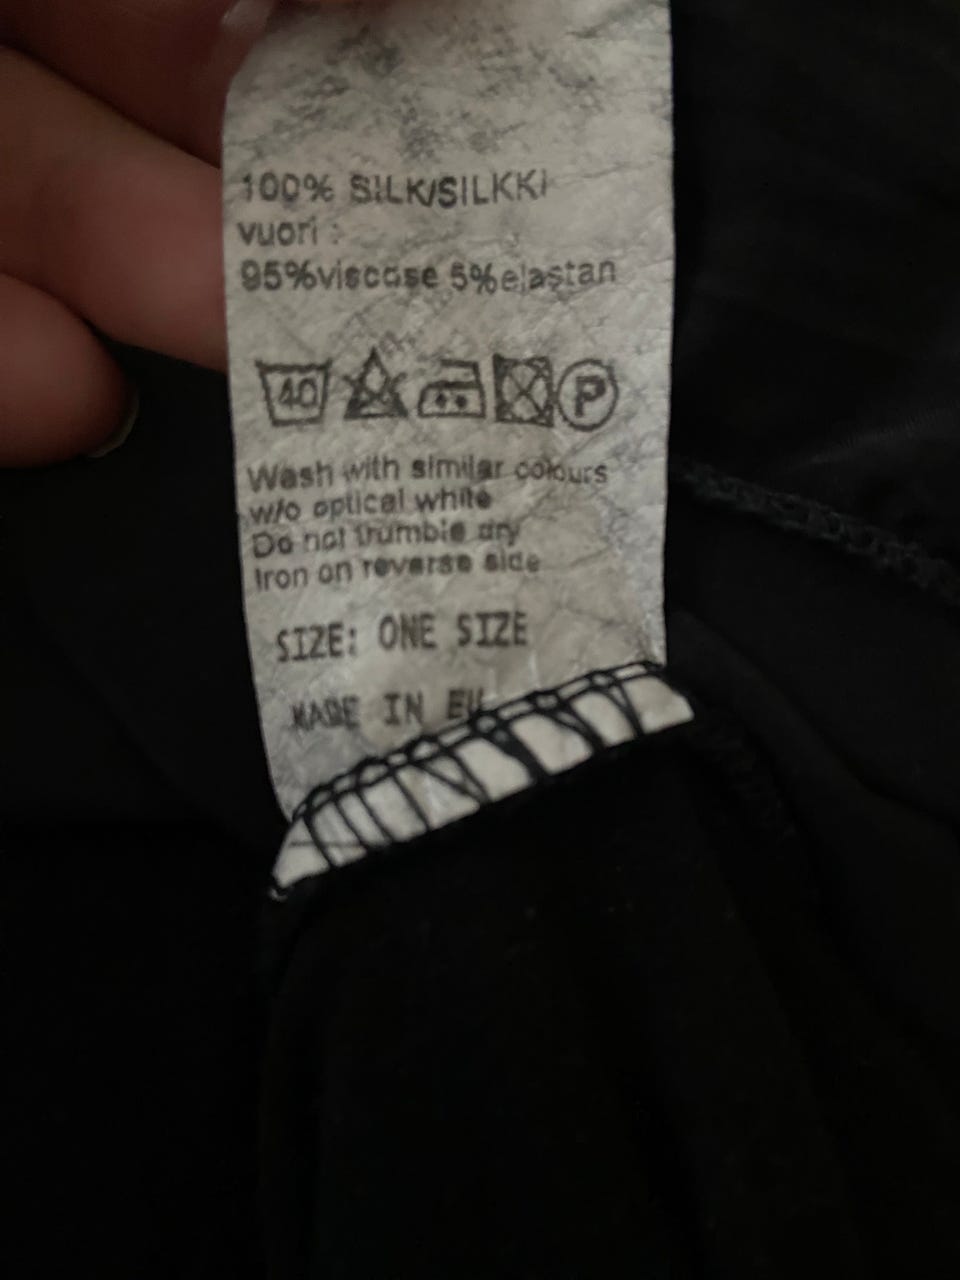 100% SILK/SILKKI
vuori :
95%viscose 5%elastan
40 P
Wash with similar colours
w/o optical white
Do not trumble dry
Iron on reverse side
SIZE: ONE SIZE
MADE IN EU